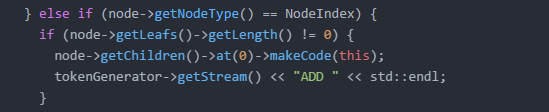 } else if (node->getNodeType() == NodeIndex) {
if (node->getLeafs()->getLength() != 0) {
node->getChildren()->at(0)->makeCode(this);
tokenGenerator->getStream() << "ADD " << std::endl;
}